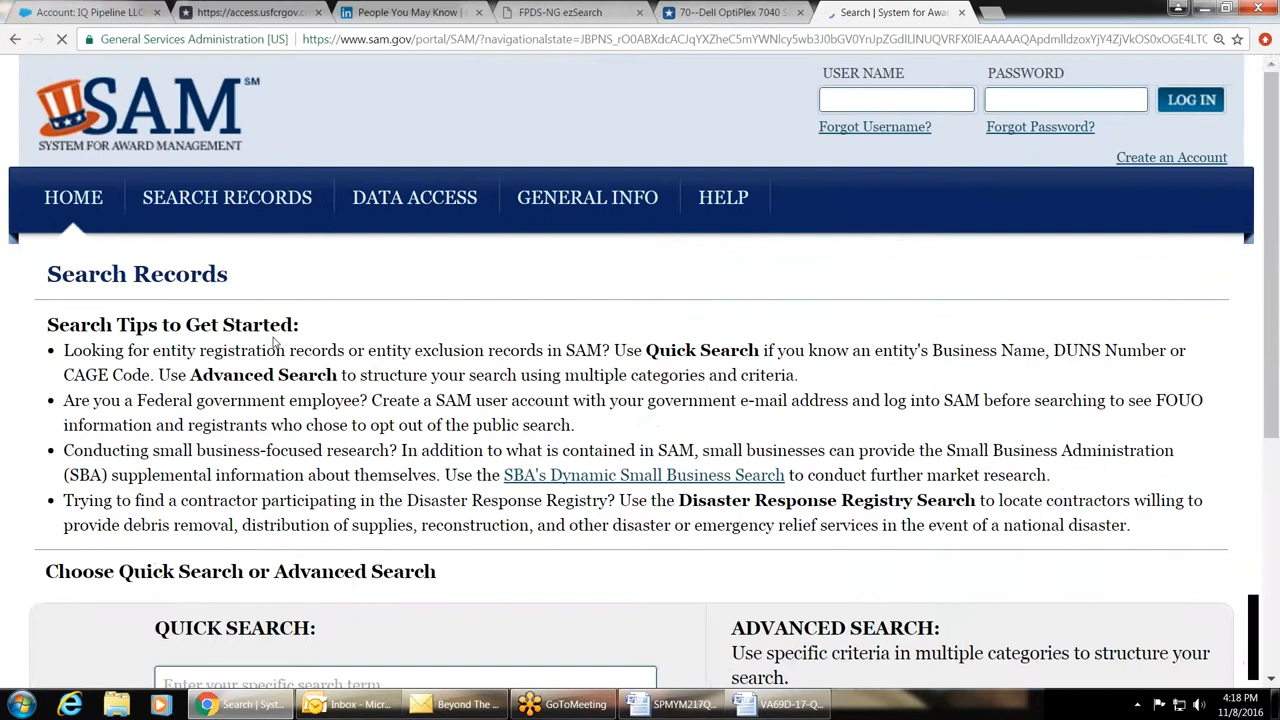 Account: IQ Pipeline LLC
https://access.usfcrgov.c
People You May Know |
FPDS-NG ezSearch
70--Dell OptiPlex 7040 S
Search | System for Awar
General Services Administration [US]
https://www.sam.gov/portal/SAM/?navigationalstate=
USER NAME
PASSWORD
LOG IN
Forgot Username?
Forgot Password?
Create an Account
SAM SM
SYSTEM FOR AWARD MANAGEMENT
HOME
SEARCH RECORDS
DATA ACCESS
GENERAL INFO
HELP
Search Records
Search Tips to Get Started:
• Looking for entity registration records or entity exclusion records in SAM? Use Quick Search if you know an entity's Business Name, DUNS Number or
CAGE Code. Use Advanced Search to structure your search using multiple categories and criteria.
• Are you a Federal government employee? Create a SAM user account with your government e-mail address and log into SAM before searching to see FOUO
information and registrants who chose to opt out of the public search.
• Conducting small business-focused research? In addition to what is contained in SAM, small businesses can provide the Small Business Administration
(SBA) supplemental information about themselves. Use the SBA's Dynamic Small Business Search to conduct further market research.
• Trying to find a contractor participating in the Disaster Response Registry? Use the Disaster Response Registry Search to locate contractors willing to
provide debris removal, distribution of supplies, reconstruction, and other disaster or emergency relief services in the event of a national disaster.
Choose Quick Search or Advanced Search
QUICK SEARCH:
Enter your specific search term
ADVANCED SEARCH:
Use specific criteria in multiple categories to structure your
search.
Search | Syst...
Inbox - Micr...
Beyond The ...
GoToMeeting
SPMYM217Q...
VA69D-17-Q...
4:18 PM
11/8/2016